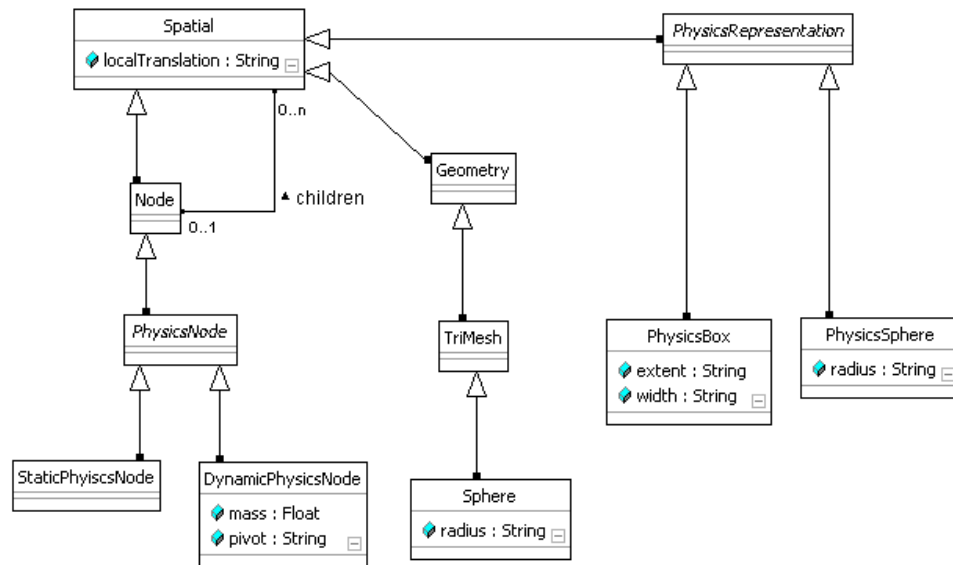 Spatial
localTranslation : String
PhysicsRepresentation
0..n
children
Geometry
Node
0..1
PhysicsNode
TriMesh
PhysicsBox
extent : String
width : String
PhysicsSphere
radius : String
StaticPhyiscsNode
DynamicPhysicsNode
mass : Float
pivot : String
Sphere
radius : String